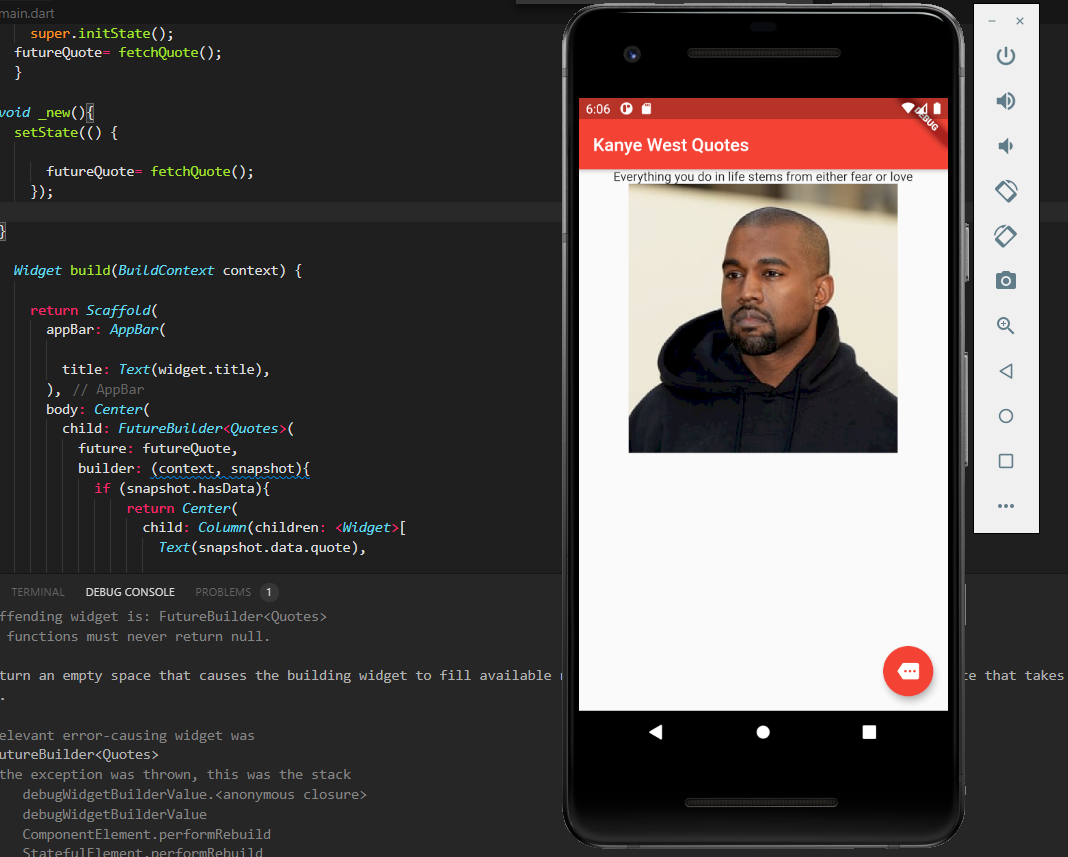 main.dart
super.initState();
futureQuote= fetchQuote();
}
void _new(){
setState(() {
futureQuote= fetchQuote();
});
}
Widget build(BuildContext context) {
return Scaffold(
appBar: AppBar(
title: Text(widget.title),
), // AppBar
body: Center(
child: FutureBuilder<Quotes>(
future: futureQuote,
builder: (context, snapshot){
if (snapshot.hasData){
return Center(
child: Column(children: <Widget>[
Text(snapshot.data.quote),
TERMINAL DEBUG CONSOLE PROBLEMS 1
ffending widget is: FutureBuilder<Quotes>
functions must never return null.
turn an empty space that causes the building widget to fill available
ce that takes
.
elevant error-causing widget was
utureBuilder<Quotes>
the exception was thrown, this was the stack
debugWidgetBuilderValue.<anonymous closure>
debugWidgetBuilderValue
ComponentElement.performRebuild
StatefulElement.performRebuild
6:06
DEBUG
Kanye West Quotes
Everything you do in life stems from either fear or love